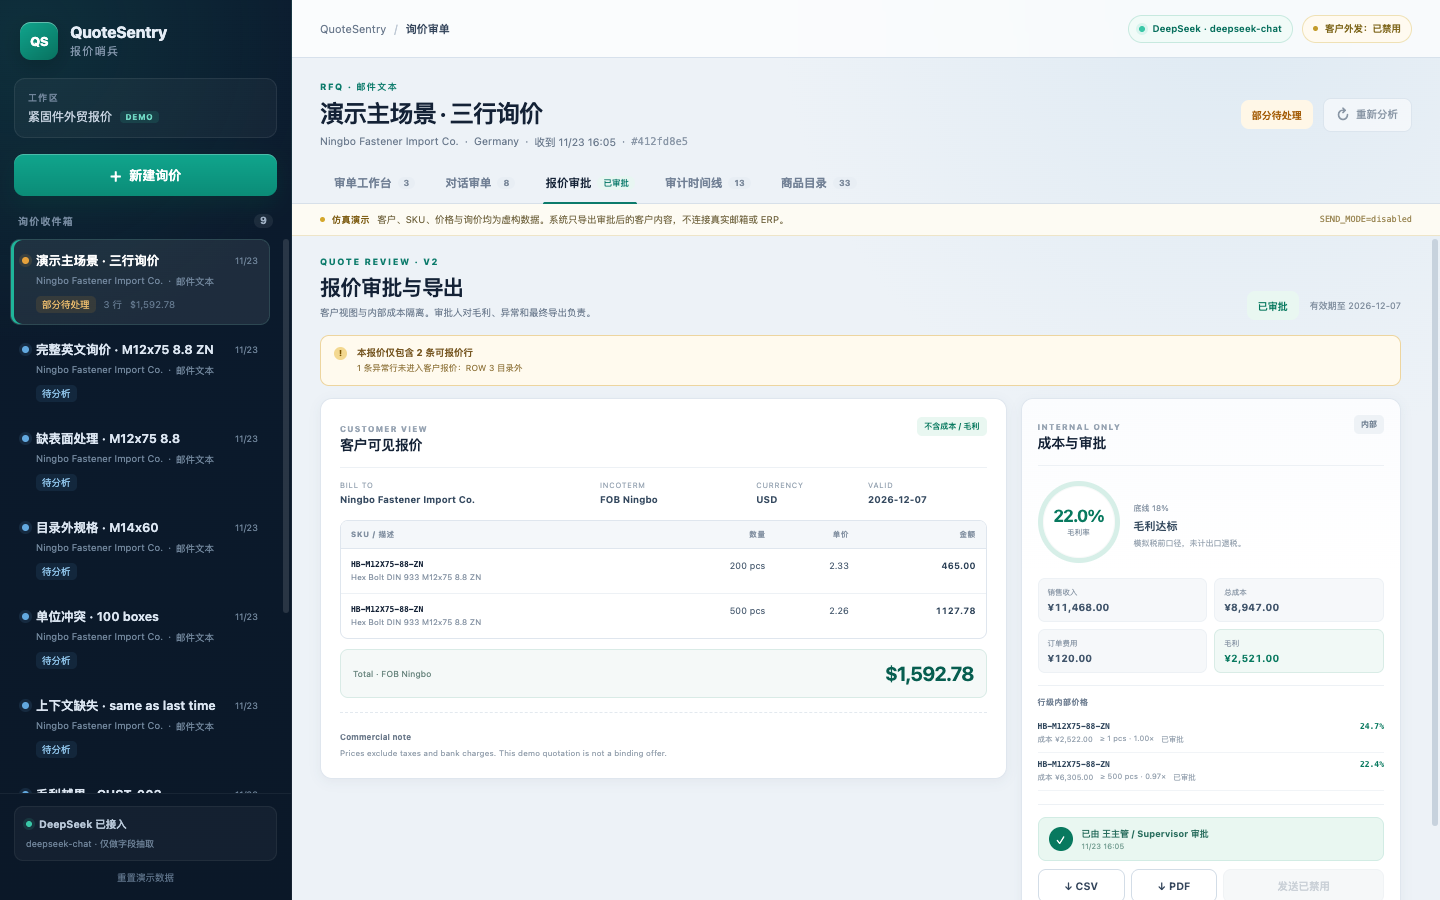 QS
QuoteSentry
报价哨兵
工作区
紧固件外贸报价 DEMO
+ 新建询价
询价收件箱 9
演示主场景 · 三行询价 11/23
Ningbo Fastener Import Co. · 邮件文本
部分待处理 3 行 $1,592.78
完整英文询价 · M12x75 8.8 ZN 11/23
Ningbo Fastener Import Co. · 邮件文本
待分析
缺表面处理 · M12x75 8.8 11/23
Ningbo Fastener Import Co. · 邮件文本
待分析
目录外规格 · M14x60 11/23
Ningbo Fastener Import Co. · 邮件文本
待分析
单位冲突 · 100 boxes 11/23
Ningbo Fastener Import Co. · 邮件文本
待分析
上下文缺失 · same as last time 11/23
Ningbo Fastener Import Co. · 邮件文本
待分析
DeepSeek 已接入
deepseek-chat · 仅做字段抽取
重置演示数据
QuoteSentry / 询价审单
DeepSeek · deepseek-chat
客户外发：已禁用
RFQ · 邮件文本
演示主场景 · 三行询价
Ningbo Fastener Import Co. · Germany · 收到 11/23 16:05 · #412fd8e5
部分待处理
重新分析
审单工作台 3 对话审单 8 报价审批 已审批 审计时间线 13 商品目录 33
仿真演示 客户、SKU、价格与询价均为虚构数据。系统只导出审批后的客户内容，不连接真实邮箱或 ERP。
SEND_MODE=disabled
QUOTE REVIEW · V2
报价审批与导出
客户视图与内部成本隔离。审批人对毛利、异常和最终导出负责。
已审批 有效期至 2026-12-07
! 本报价仅包含 2 条可报价行
1 条异常行未进入客户报价：ROW 3 目录外
CUSTOMER VIEW
客户可见报价
不含成本 / 毛利
BILL TO INCOTERM CURRENCY VALID
Ningbo Fastener Import Co. FOB Ningbo USD 2026-12-07
SKU / 描述 数量 单价 金额
HB-M12X75-88-ZN 200 pcs 2.33 465.00
Hex Bolt DIN 933 M12x75 8.8 ZN
HB-M12X75-88-ZN 500 pcs 2.26 1127.78
Hex Bolt DIN 933 M12x75 8.8 ZN
Total · FOB Ningbo $1,592.78
Commercial note
Prices exclude taxes and bank charges. This demo quotation is not a binding offer.
INTERNAL ONLY
成本与审批
内部
22.0%
毛利率
底线 18%
毛利达标
模拟税前口径，未计出口退税。
销售收入
¥11,468.00
总成本
¥8,947.00
订单费用
¥120.00
毛利
¥2,521.00
行级内部价格
HB-M12X75-88-ZN 24.7%
成本 ¥2,522.00 ≥ 1 pcs · 1.00× 已审批
HB-M12X75-88-ZN 22.4%
成本 ¥6,305.00 ≥ 500 pcs · 0.97× 已审批
已由 王主管 / Supervisor 审批
11/23 16:05
↓ CSV
↓ PDF
发送已禁用